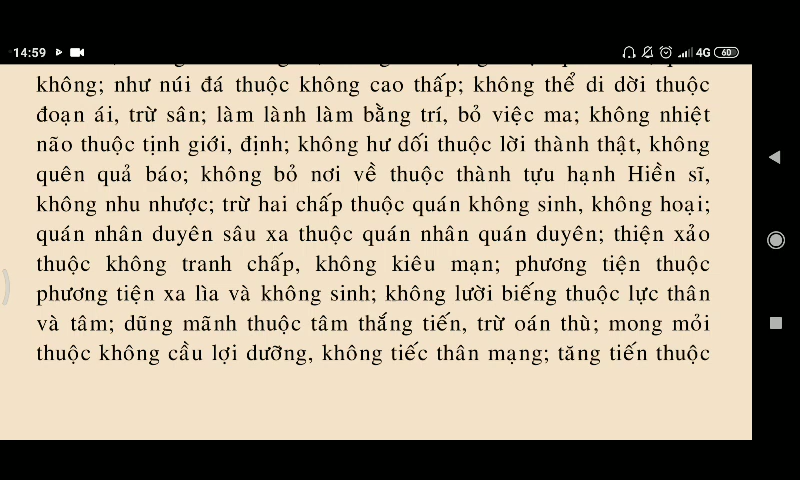 14:59
4G 60
không; như núi đá thuộc không cao thấp; không thể di dời thuộc
đoạn ái, trừ sân; làm lành làm bằng trí, bỏ việc ma; không nhiệt
não thuộc tịnh giới, định; không hư dối thuộc lời thành thật, không
quên quả báo; không bỏ nơi về thuộc thành tựu hạnh Hiền sĩ,
không nhu nhược; trừ hai chấp thuộc quán không sinh, không hoại;
quán nhân duyên sâu xa thuộc quán nhân quán duyên; thiện xảo
thuộc không tranh chấp, không kiêu mạn; phương tiện thuộc
phương tiện xa lìa và không sinh; không lười biếng thuộc lực thân
và tâm; dũng mãnh thuộc tâm thắng tiến, trừ oán thù; mong mỏi
thuộc không cầu lợi dưỡng, không tiếc thân mạng; tăng tiến thuộc